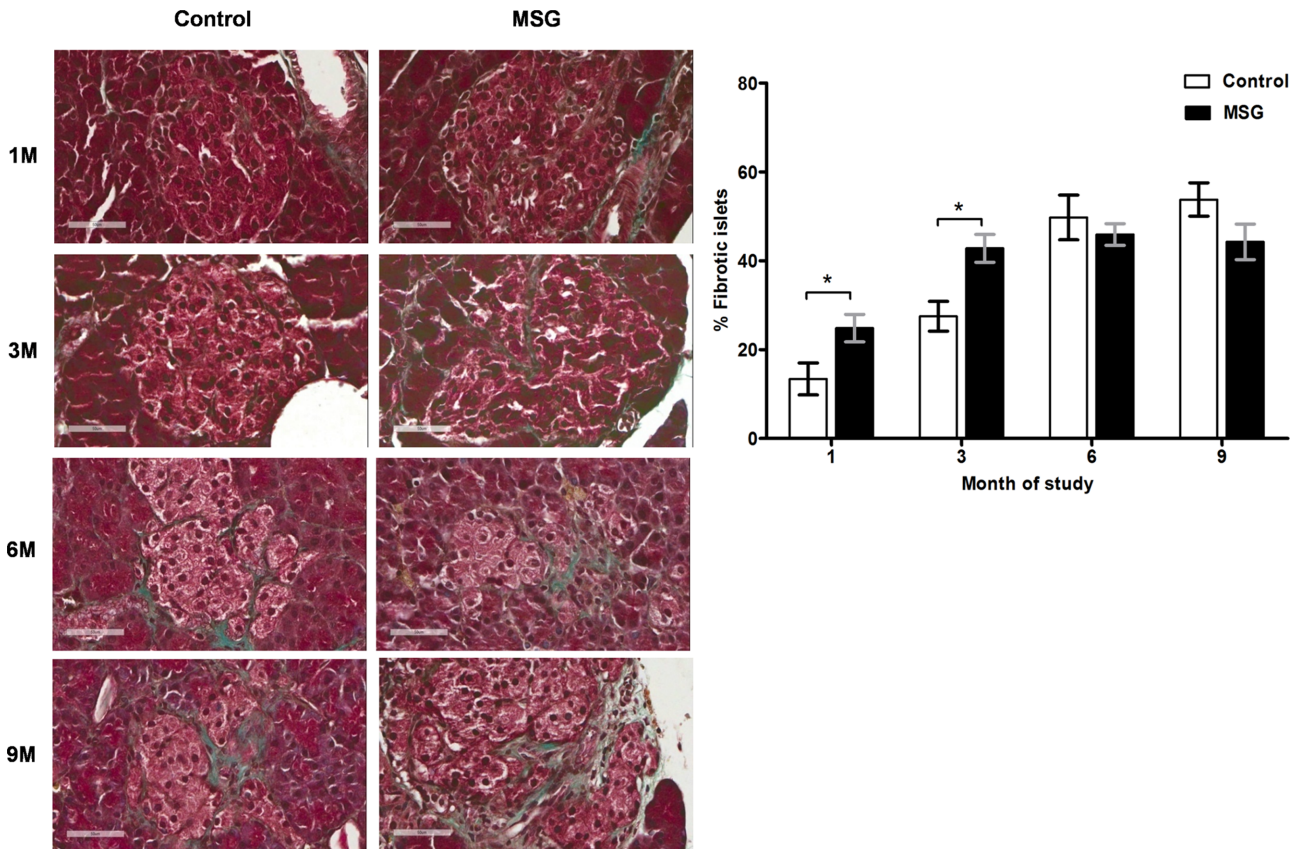 Control MSG
1M
3M
6M
9M
80
60
40
20
0
% Fibrotic islets
* *
Control
MSG
1 3 6 9
Month of study